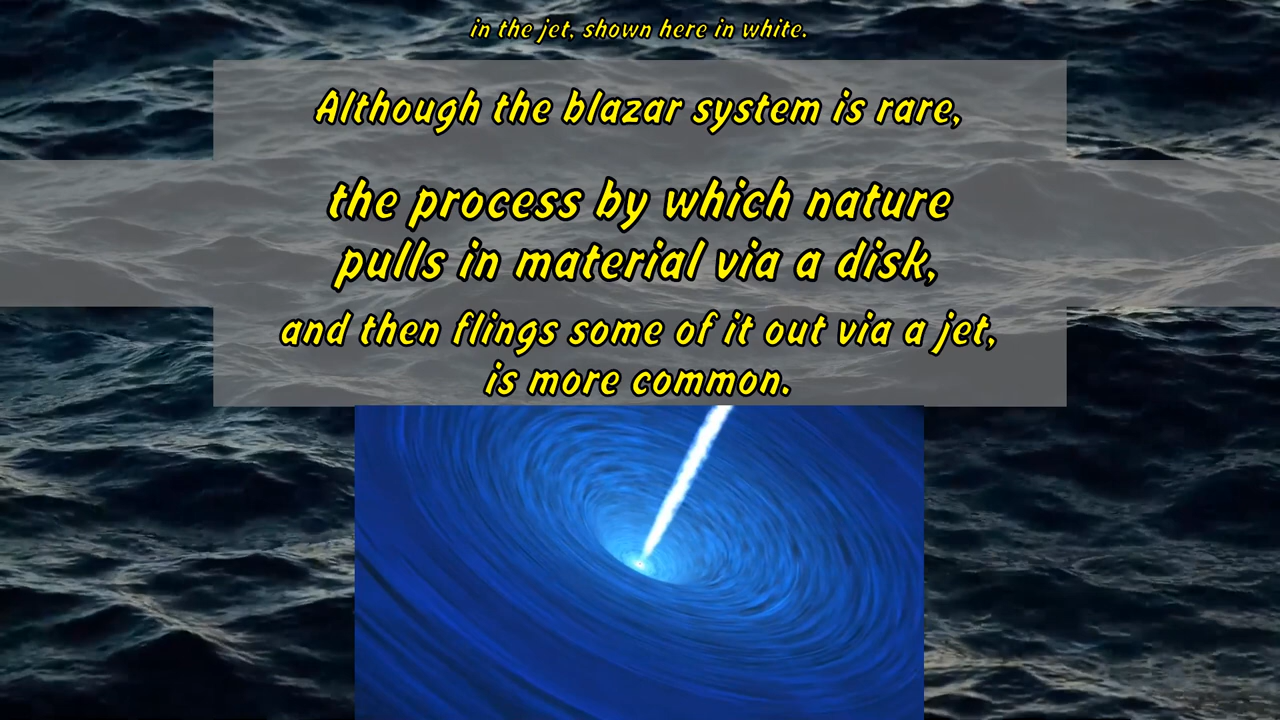 in the jet, shown here in white.
Although the blazar system is rare,
the process by which nature
pulls in material via a disk,
and then flings some of it out via a jet,
is more common.